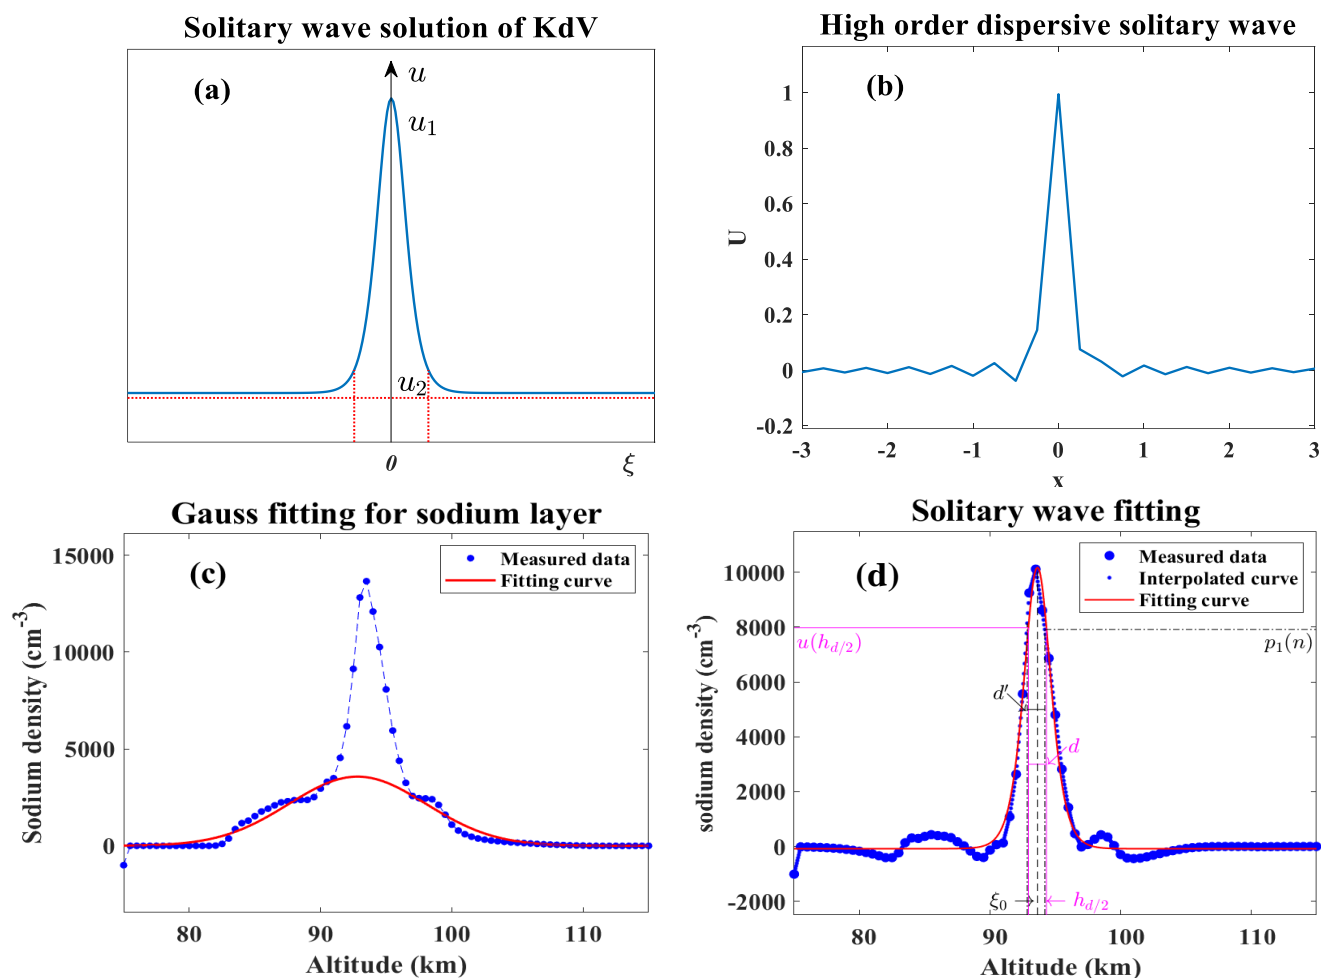 Solitary wave solution of KdV
(a)
u
u1
u2
0
ξ
High order dispersive solitary wave
(b)
1
0.8
0.6
0.4
0.2
0
-0.2
U
-3
-2
-1
0
1
2
3
x
Gauss fitting for sodium layer
(c)
Measured data
Fitting curve
15000
10000
5000
0
Sodium density (cm-3)
80
90
100
110
Altitude (km)
Solitary wave fitting
(d)
Measured data
Interpolated curve
Fitting curve
10000
8000
6000
4000
2000
0
-2000
sodium density (cm-3)
u(hd/2)
p1(n)
d′
d
ξ0
hd/2
80
90
100
110
Altitude (km)